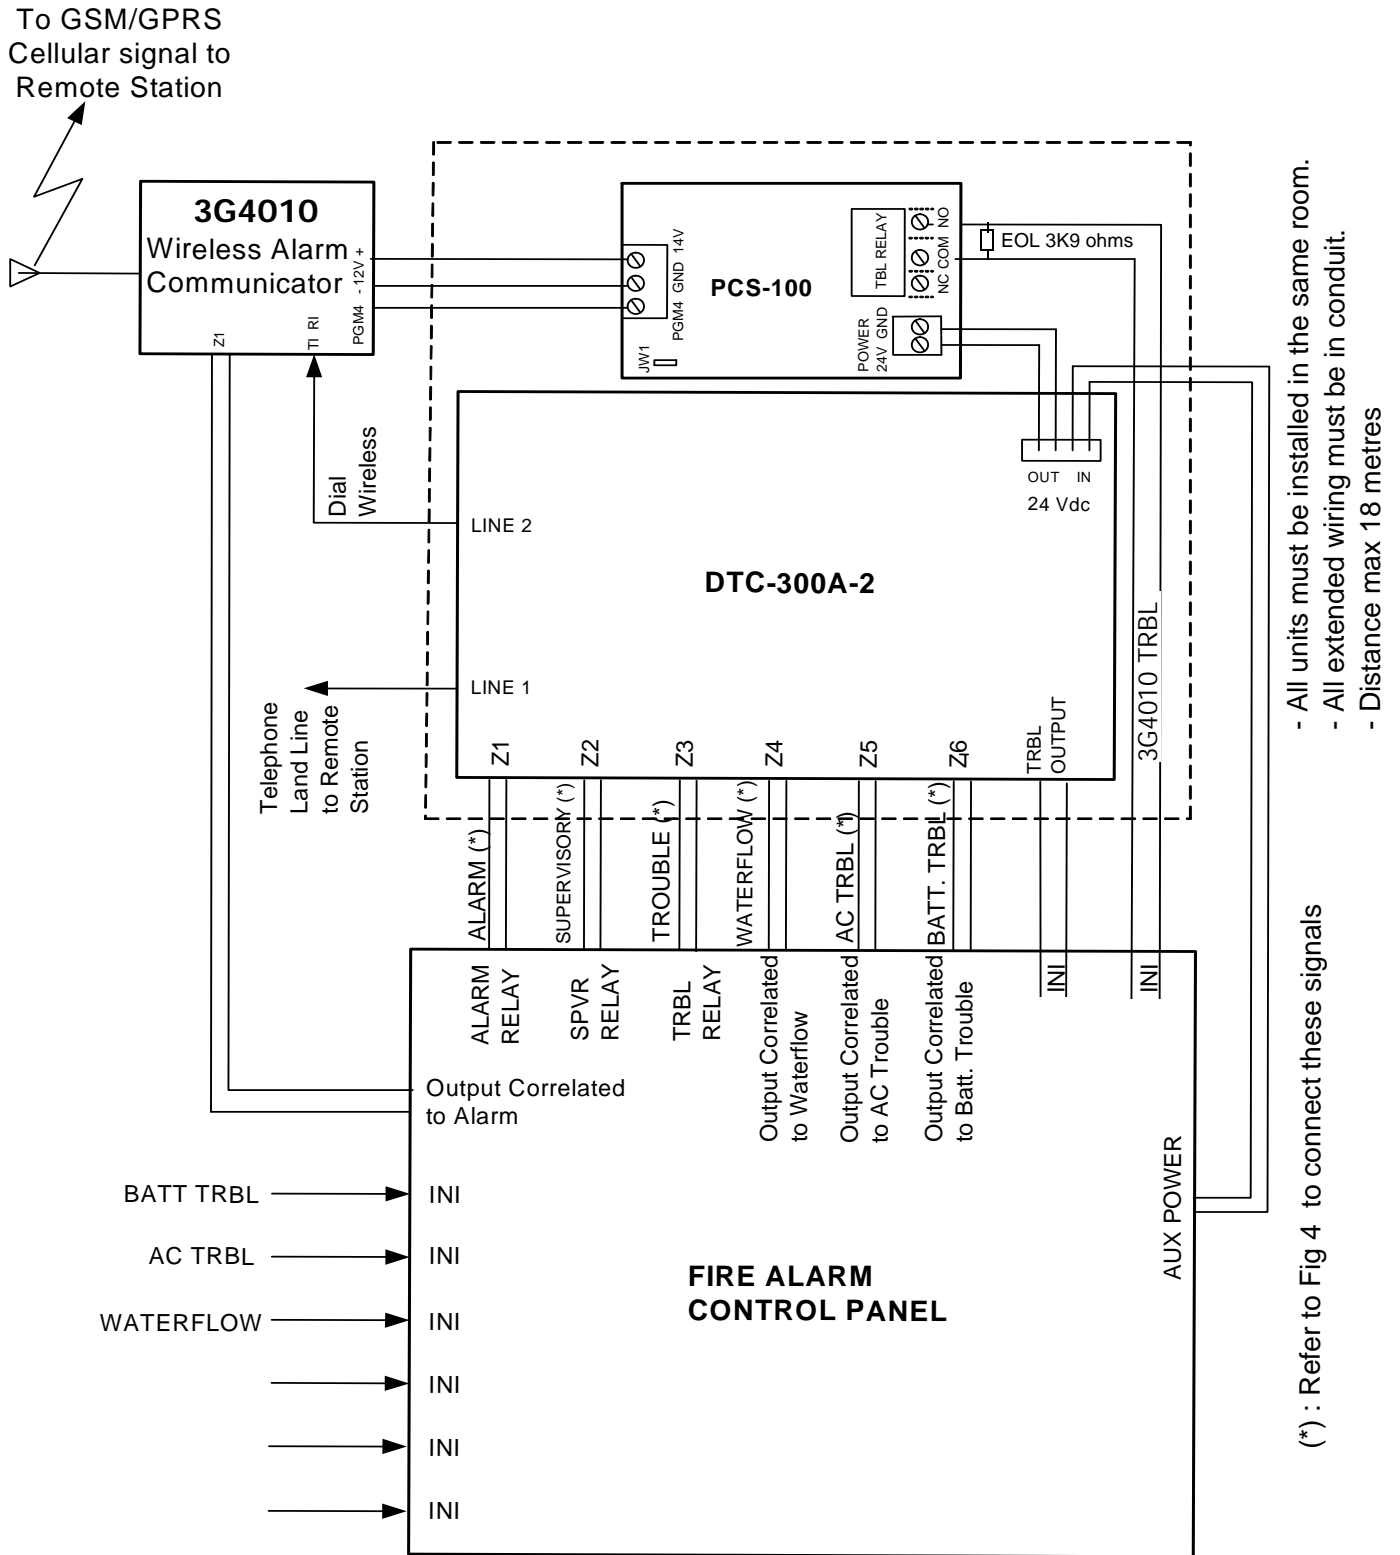 To GSM/GPRS
Cellular signal to
Remote Station
3G4010
Wireless Alarm
Communicator
- 12V +
PGM4
Z1
TI RI
PCS-100
PGM4 GND 14V
JW1
TBL RELAY
NC COM NO
EOL 3K9 ohms
POWER
24V GND
Dial
Wireless
LINE 2
OUT IN
24 Vdc
DTC-300A-2
LINE 1
Telephone
Land Line
to Remote
Station
Z1
Z2
Z3
Z4
Z5
Z6
TRBL
OUTPUT
3G4010 TRBL
ALARM (*)
SUPERVISORY (*)
TROUBLE (*)
WATERFLOW (*)
AC TRBL (*)
BATT. TRBL (*)
ALARM
RELAY
SPVR
RELAY
TRBL
RELAY
Output Correlated
to Waterflow
Output Correlated
to AC Trouble
Output Correlated
to Batt. Trouble
INI
INI
Output Correlated
to Alarm
AUX POWER
BATT TRBL
INI
AC TRBL
INI
WATERFLOW
INI
INI
INI
INI
FIRE ALARM
CONTROL PANEL
- All units must be installed in the same room.
- All extended wiring must be in conduit.
- Distance max 18 metres
(*) : Refer to Fig 4 to connect these signals